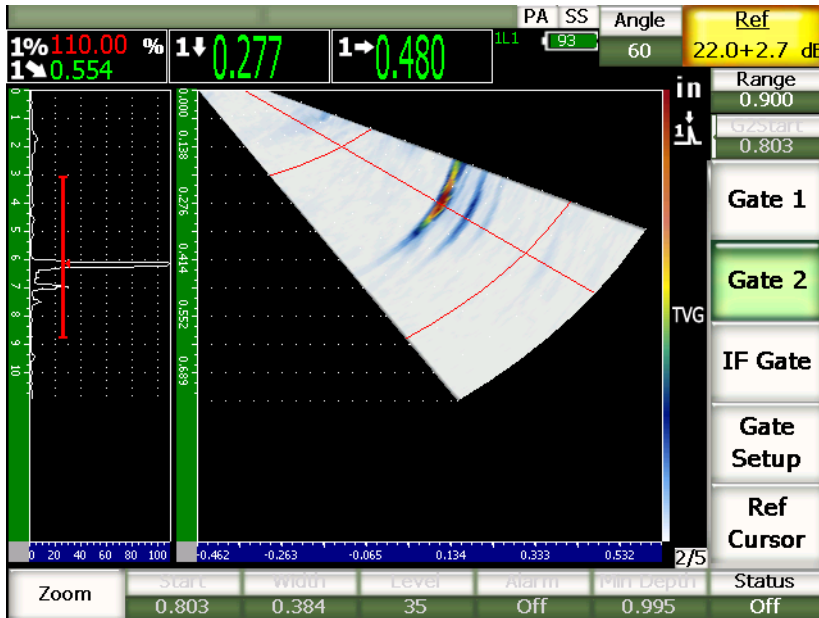 PA SS Angle Ref
60 22.0+2.7 dB
1% 110.00 % 1 0.277 1 0.480 1L1 93
1 0.554
Range
0.900
G2Start
0.803
in
1
0 1 2 3 4 5 6 7 8 9 10
0.000 0.138 0.276 0.414 0.552 0.689
TVG
Gate 1
Gate 2
IF Gate
Gate
Setup
Ref
Cursor
0 20 40 60 80 100
-0.462 -0.263 -0.065 0.134 0.333 0.532
2/5
Zoom
Start Width Level Alarm Min Depth Status
0.803 0.384 35 Off 0.995 Off